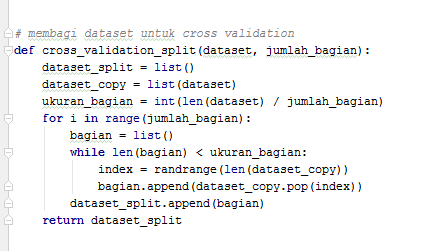 # membagi dataset untuk cross validation
def cross_validation_split(dataset, jumlah_bagian):
    dataset_split = list()
    dataset_copy = list(dataset)
    ukuran_bagian = int(len(dataset) / jumlah_bagian)
    for i in range(jumlah_bagian):
        bagian = list()
        while len(bagian) < ukuran_bagian:
            index = randrange(len(dataset_copy))
            bagian.append(dataset_copy.pop(index))
        dataset_split.append(bagian)
    return dataset_split